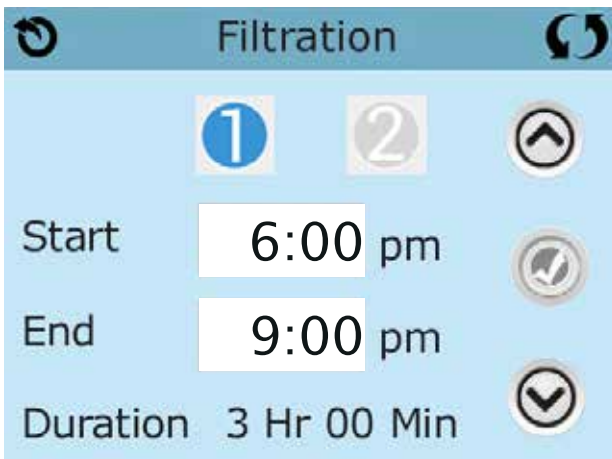 Filtration
1 2
Start 6:00 pm
End 9:00 pm
Duration 3 Hr 00 Min